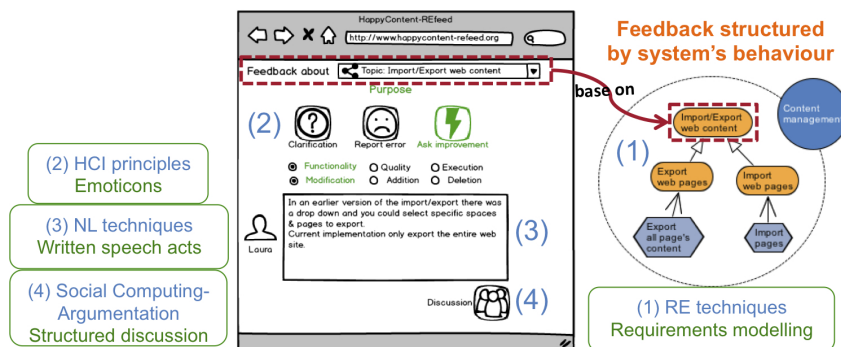 HappyContent-REfeed
http://www.happycontent-refeed.org
Feedback about
Topic: Import/Export web content
Purpose
(2)
Clarification
Report error
Ask improvement
Functionality
Quality
Execution
Modification
Addition
Deletion
In an earlier version of the import/export there was
a drop down and you could select specific spaces
& pages to export.
Current implementation only export the entire web
site.
(3)
Laura
Discussion
(4)
(2) HCI principles
Emoticons
(3) NL techniques
Written speech acts
(4) Social Computing-
Argumentation
Structured discussion
Feedback structured
by system's behaviour
base on
(1)
Import/Export
web content
Content
management
Export
web pages
Import
web pages
Export
all page's
content
Import
pages
(1) RE techniques
Requirements modelling